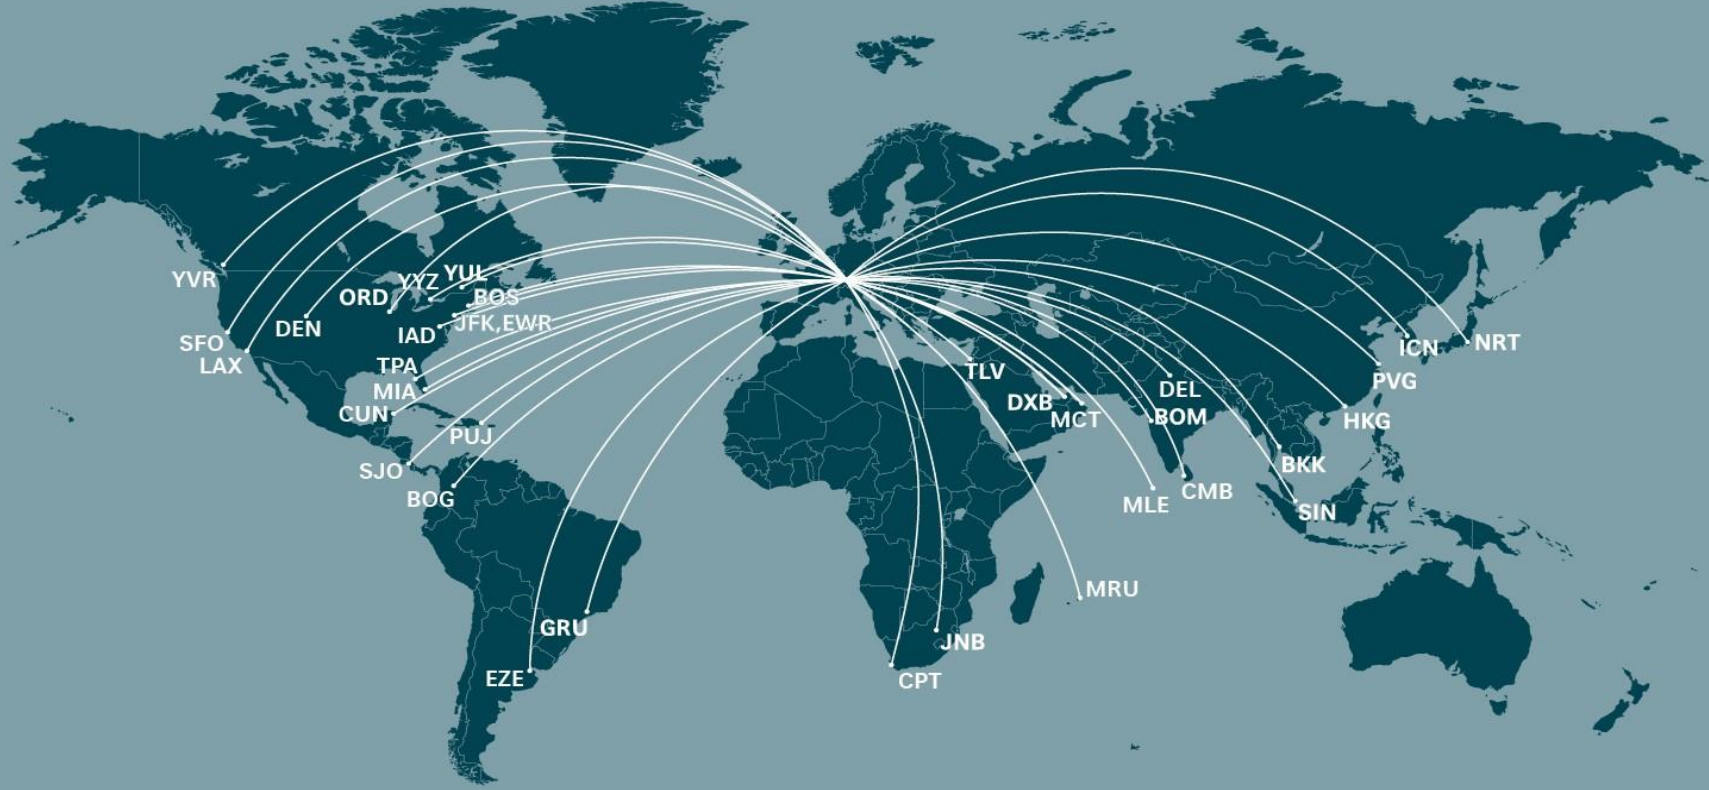 YVR
YYZ
YUL
ORD
BOS
DEN
JFK,EWR
IAD
SFO
LAX
TPA
MIA
CUN
PUJ
SJO
BOG
GRU
EZE
TLV
DXB
MCT
DEL
BOM
ICN
NRT
PVG
HKG
BKK
CMB
MLE
SIN
MRU
JNB
CPT